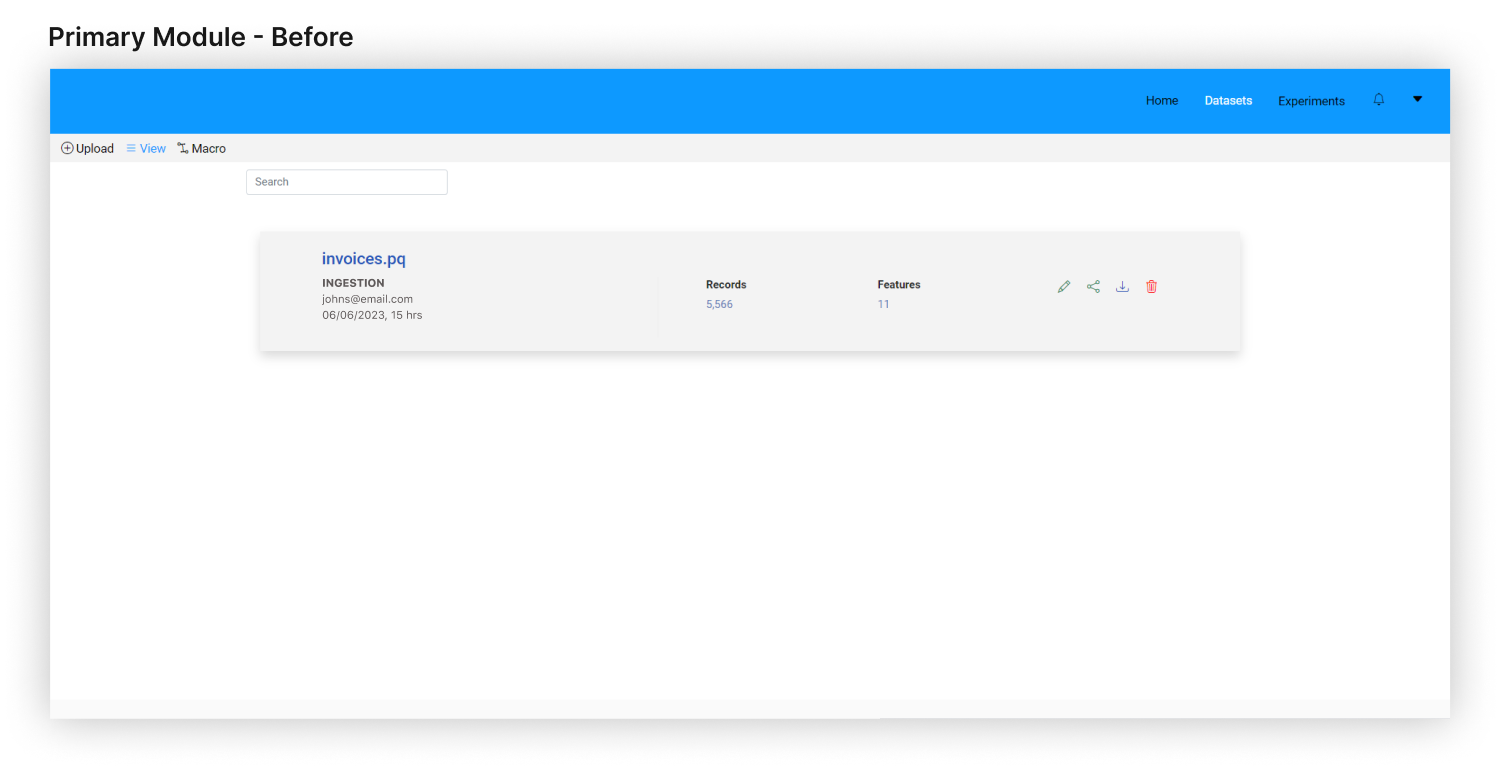 Primary Module - Before
Home Datasets Experiments
Upload View Macro
Search
invoices.pq
INGESTION
johns@email.com
06/06/2023, 15 hrs
Records
5,566
Features
11